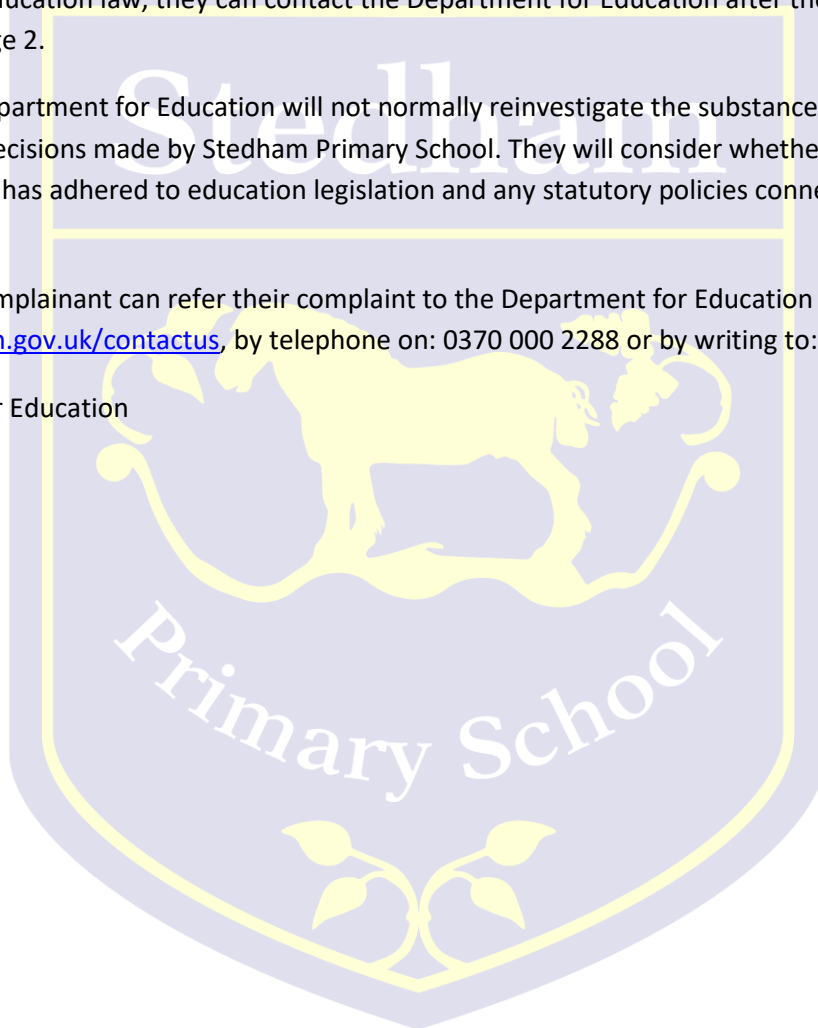 ducation law, they can contact the Department for Education after the
ge 2.
Stedham
partment for Education will not normally reinvestigate the substance
ecisions made by Stedham Primary School. They will consider whethe
has adhered to education legislation and any statutory policies conne
mplainant can refer their complaint to the Department for Education
n.gov.uk/contactus, by telephone on: 0370 000 2288 or by writing to:
r Education
Primary School